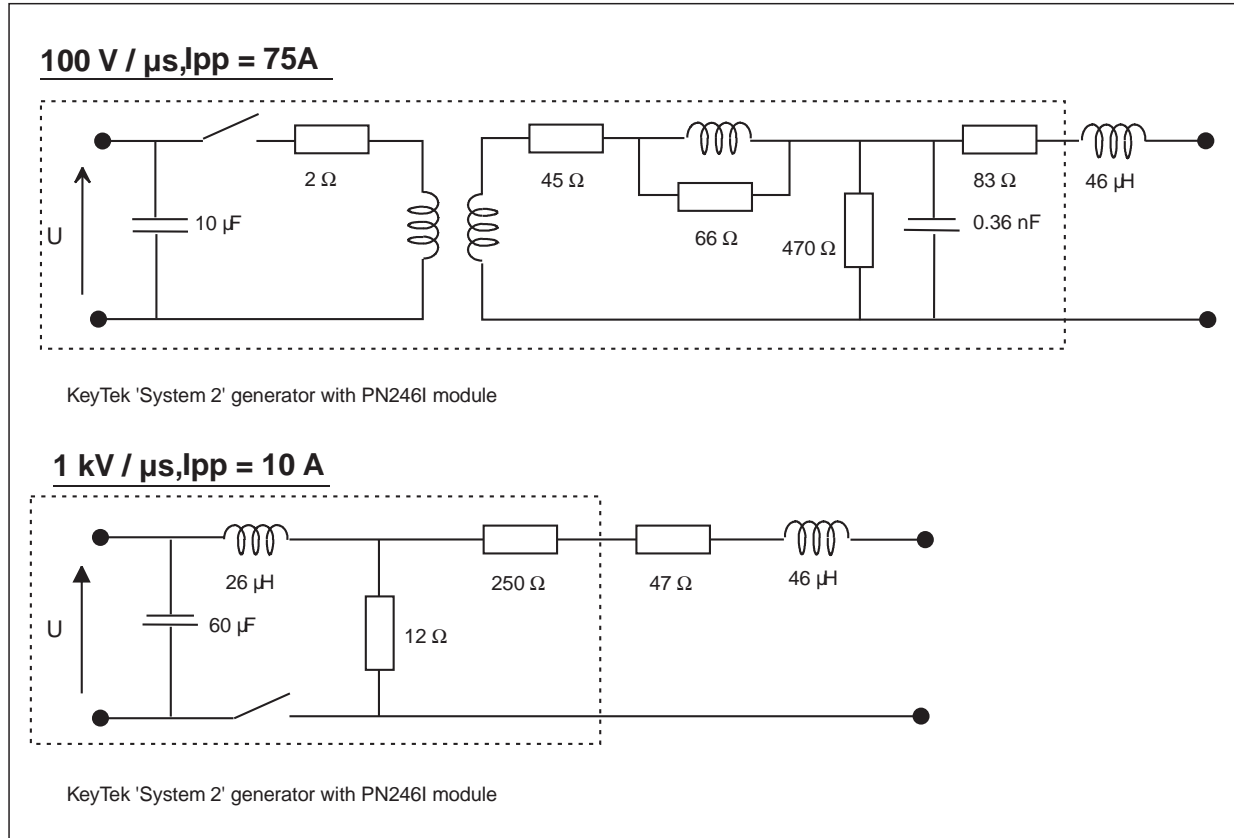 100 V / µs,Ipp = 75A
2 Ω
45 Ω
83 Ω
46 µH
U
10 µF
66 Ω
470 Ω
0.36 nF
KeyTek 'System 2' generator with PN246I module
1 kV / µs,Ipp = 10 A
26 µH
250 Ω
47 Ω
46 µH
U
60 µF
12 Ω
KeyTek 'System 2' generator with PN246I module